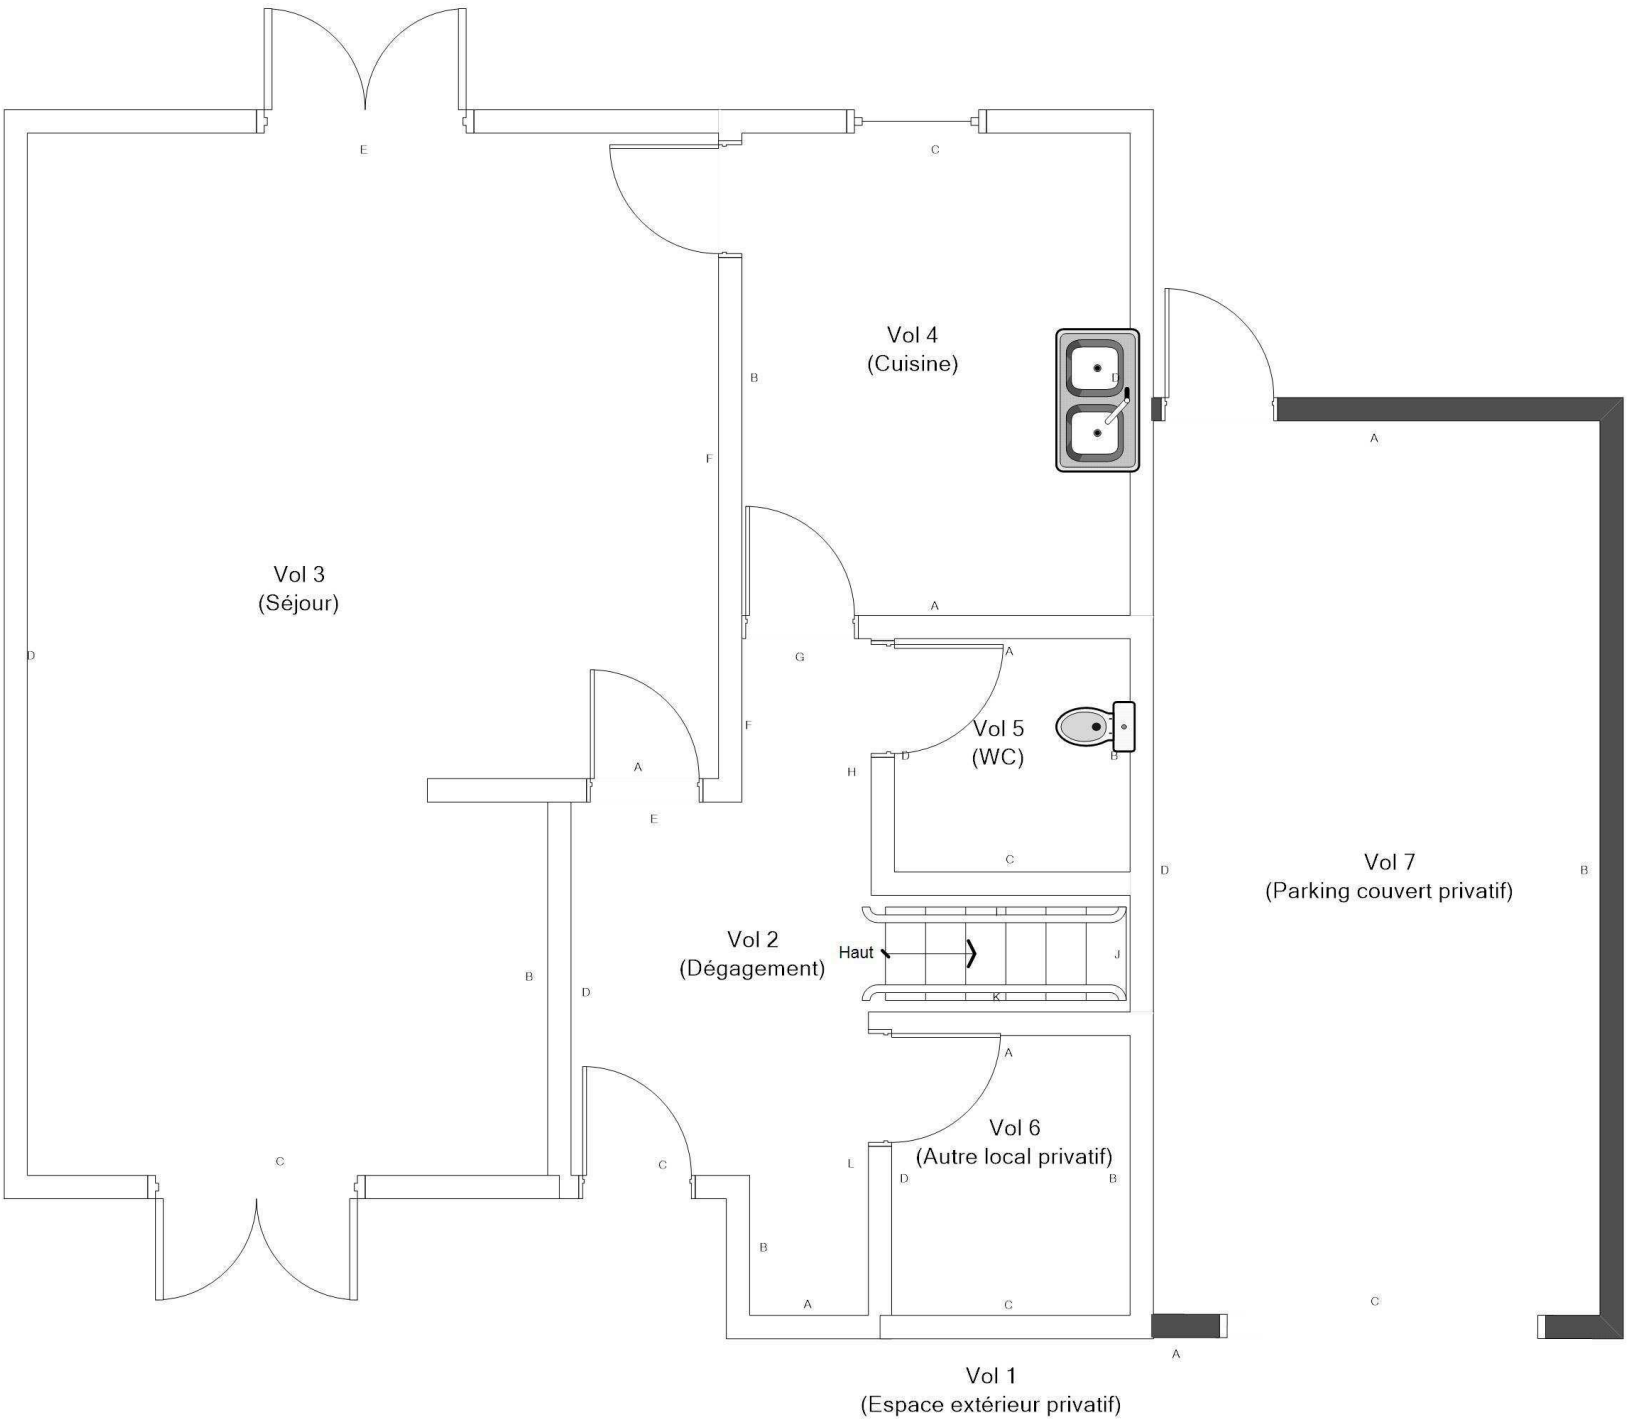 E
C
Vol 4
(Cuisine)
B
D
A
F
Vol 3
(Séjour)
A
D
G
A
F
Vol 5
(WC)
H
D
B
A
E
C
Vol 7
(Parking couvert privatif)
D
B
Vol 2
(Dégagement)
Haut
I
J
K
B
D
A
Vol 6
(Autre local privatif)
C
C
L
D
B
B
A
C
C
A
Vol 1
(Espace extérieur privatif)